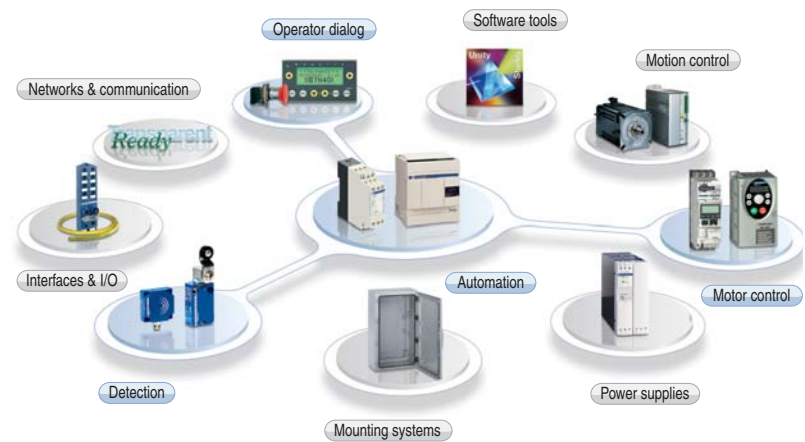 Operator dialog
Software tools
Motion control
Networks & communication
Transparent
Ready
Unity
Studio
Interfaces & I/O
Automation
Motor control
Detection
Mounting systems
Power supplies